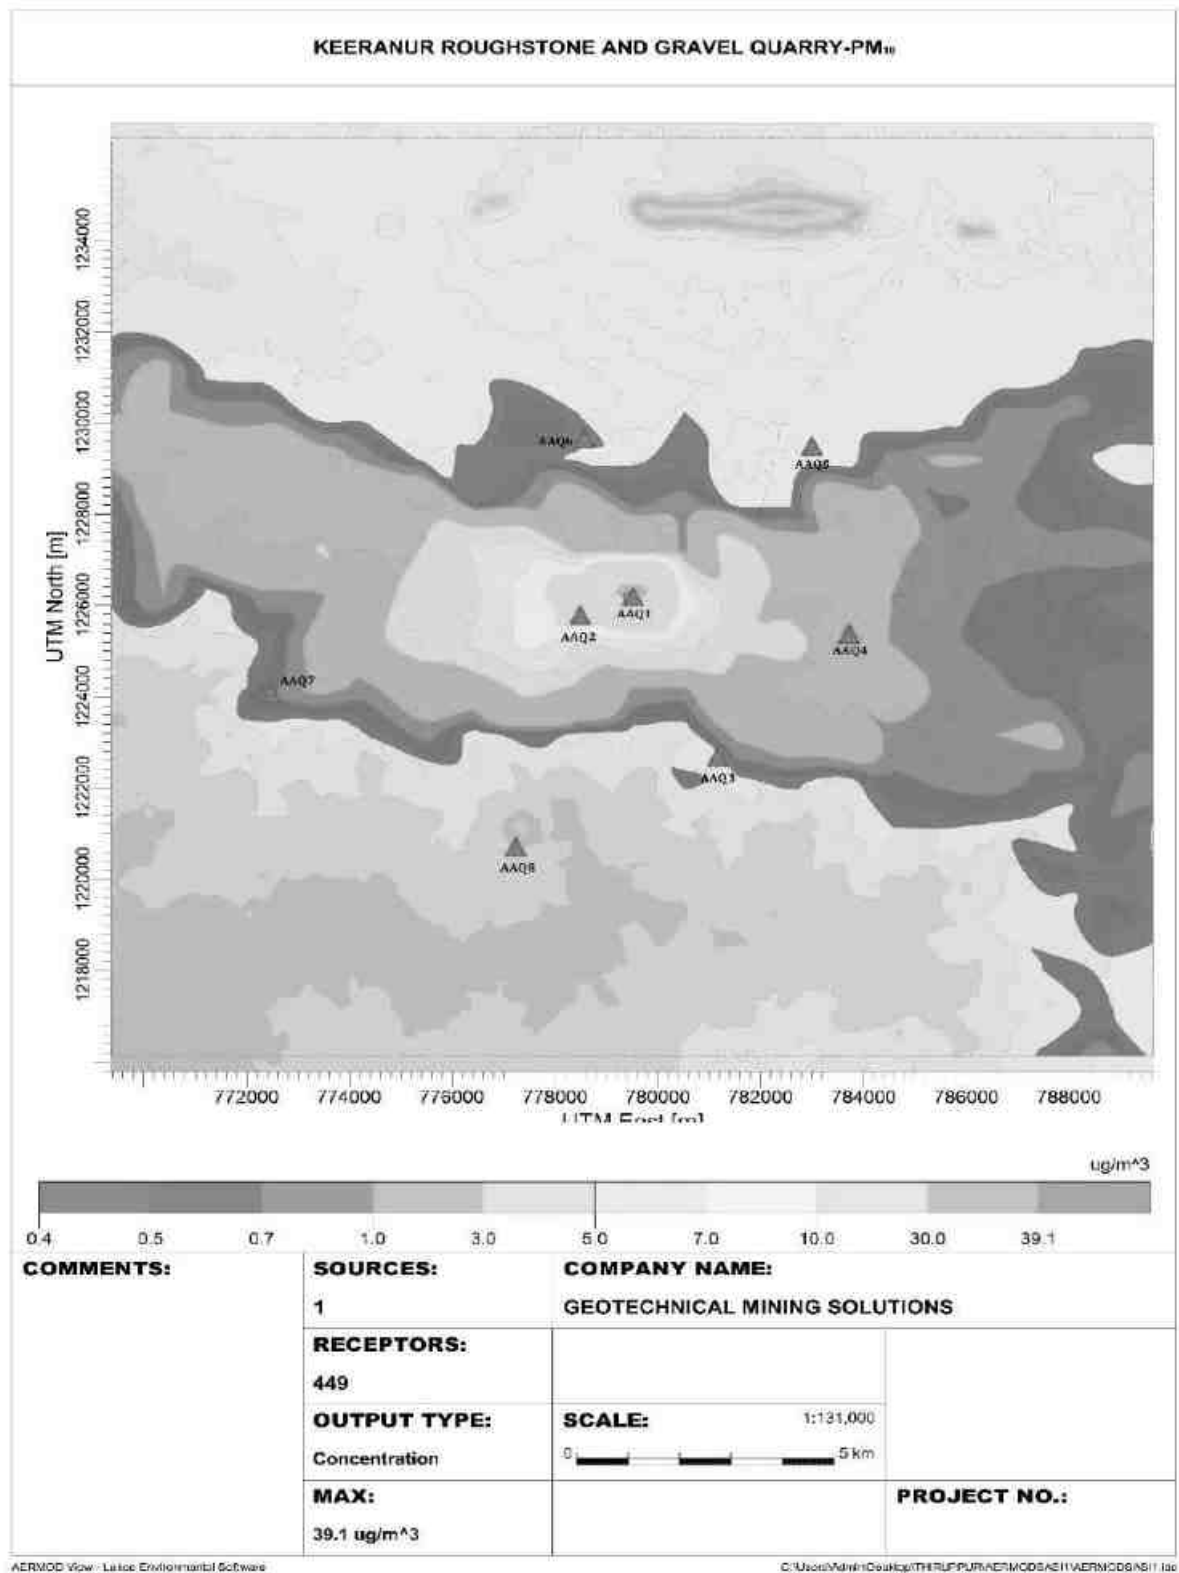 KEERANUR ROUGHSTONE AND GRAVEL QUARRY-PM₁₀
UTM North [m]
1234000
1232000
1230000
1228000
1226000
1224000
1222000
1220000
1218000
AAQ6
AAQ5
AAQ1
AAQ2
AAQ4
AAQ7
AAQ3
AAQ8
772000 774000 776000 778000 780000 782000 784000 786000 788000
UTM East [m]
ug/m^3
0.4 0.5 0.7 1.0 3.0 5.0 7.0 10.0 30.0 39.1
COMMENTS:
SOURCES:
1
COMPANY NAME:
GEOTECHNICAL MINING SOLUTIONS
RECEPTORS:
449
OUTPUT TYPE:
Concentration
SCALE: 1:131,000
0 5 km
MAX:
39.1 ug/m^3
PROJECT NO.:
AERMOD View - Lakes Environmental Software